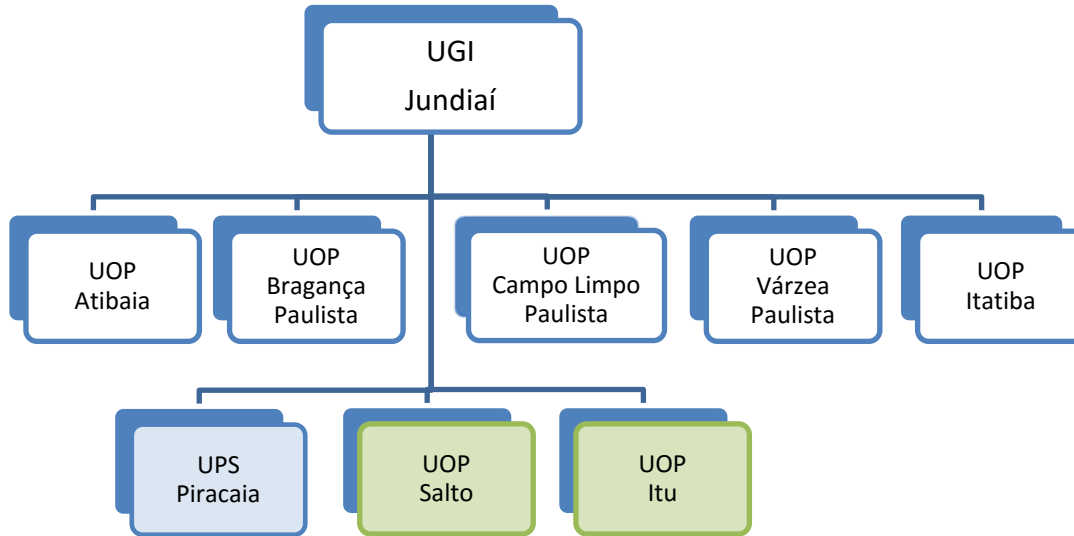 UGI
Jundiaí
UOP
Atibaia
UOP
Bragança
Paulista
UOP
Campo Limpo
Paulista
UOP
Várzea
Paulista
UOP
Itatiba
UPS
Piracaia
UOP
Salto
UOP
Itu